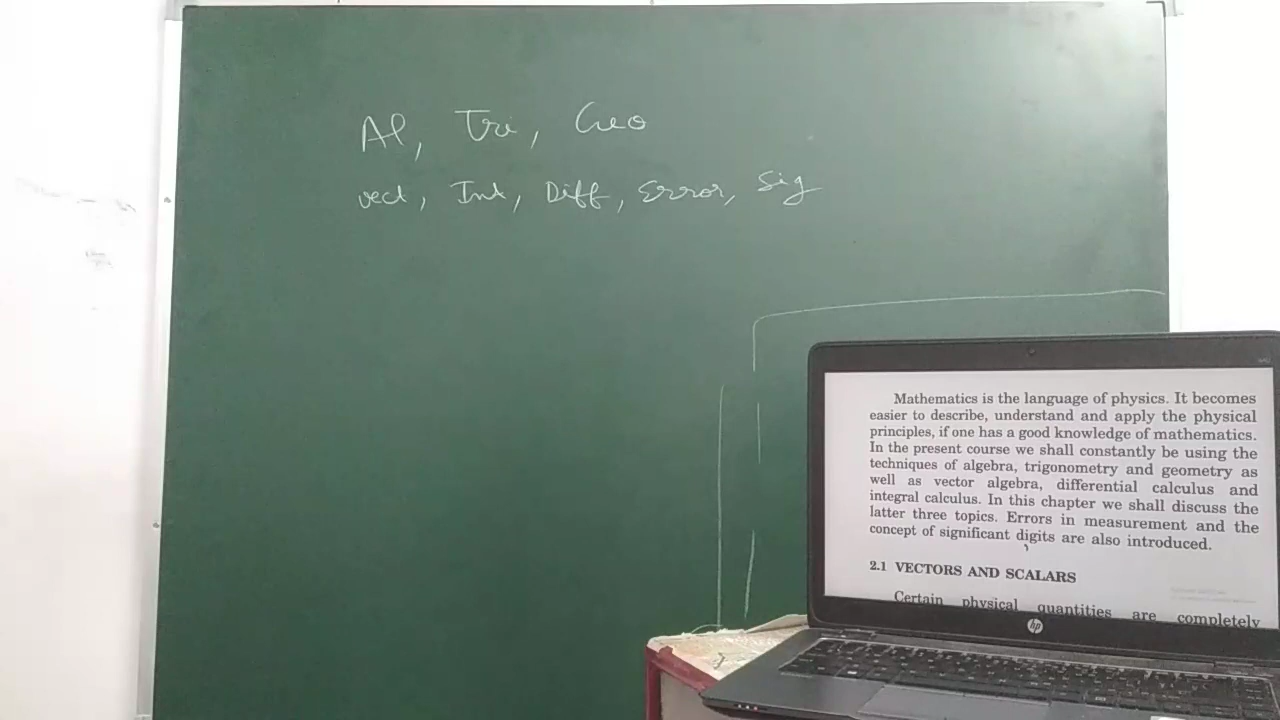 Al, Tri, Geo
vect, Int, Diff, Error, Sig
Mathematics is the language of physics. It becomes
easier to describe, understand and apply the physical
principles, if one has a good knowledge of mathematics.
In the present course we shall constantly be using the
techniques of algebra, trigonometry and geometry as
well as vector algebra, differential calculus and
integral calculus. In this chapter we shall discuss the
latter three topics. Errors in measurement and the
concept of significant digits are also introduced.
2.1 VECTORS AND SCALARS
Certain physical quantities are completely
hp